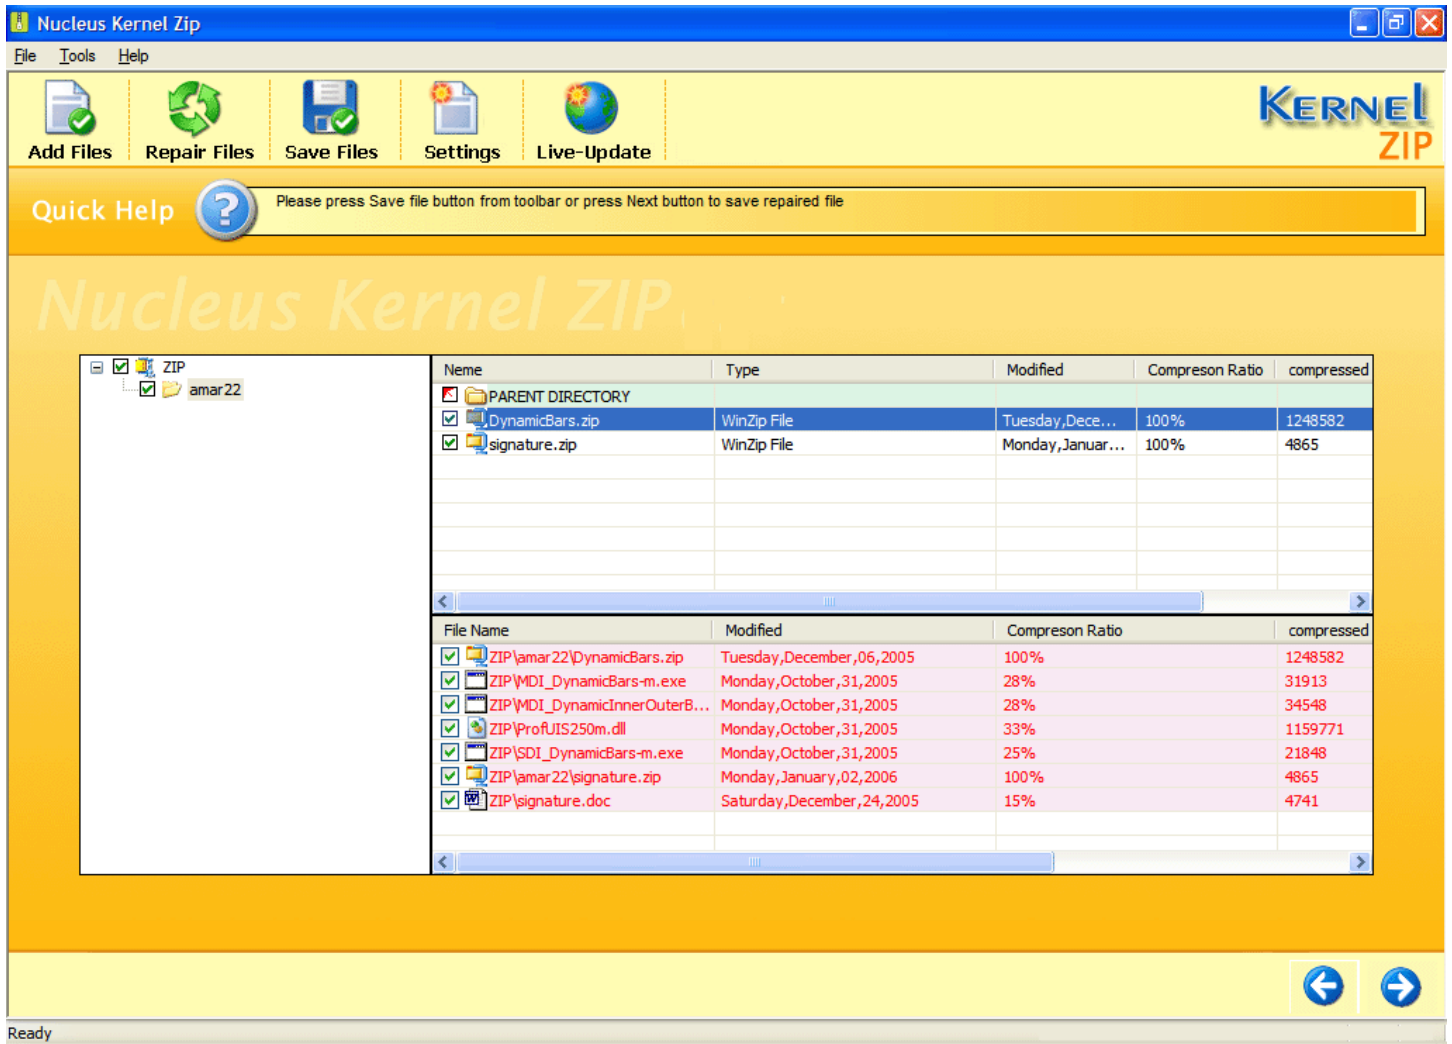 Nucleus Kernel Zip
File Tools Help
Add Files Repair Files Save Files Settings Live-Update
KERNEL
ZIP
Quick Help ? Please press Save file button from toolbar or press Next button to save repaired file
Nucleus Kernel ZIP
ZIP
amar22
Neme Type Modified Compreson Ratio compressed
PARENT DIRECTORY
DynamicBars.zip WinZip File Tuesday,Dece... 100% 1248582
signature.zip WinZip File Monday,Januar... 100% 4865
File Name Modified Compreson Ratio compressed
ZIP\amar22\DynamicBars.zip Tuesday,December,06,2005 100% 1248582
ZIP\MDI_DynamicBars-m.exe Monday,October,31,2005 28% 31913
ZIP\MDI_DynamicInnerOuterB... Monday,October,31,2005 28% 34548
ZIP\ProfUIS250m.dll Monday,October,31,2005 33% 1159771
ZIP\SDI_DynamicBars-m.exe Monday,October,31,2005 25% 21848
ZIP\amar22\signature.zip Monday,January,02,2006 100% 4865
ZIP\signature.doc Saturday,December,24,2005 15% 4741
Ready